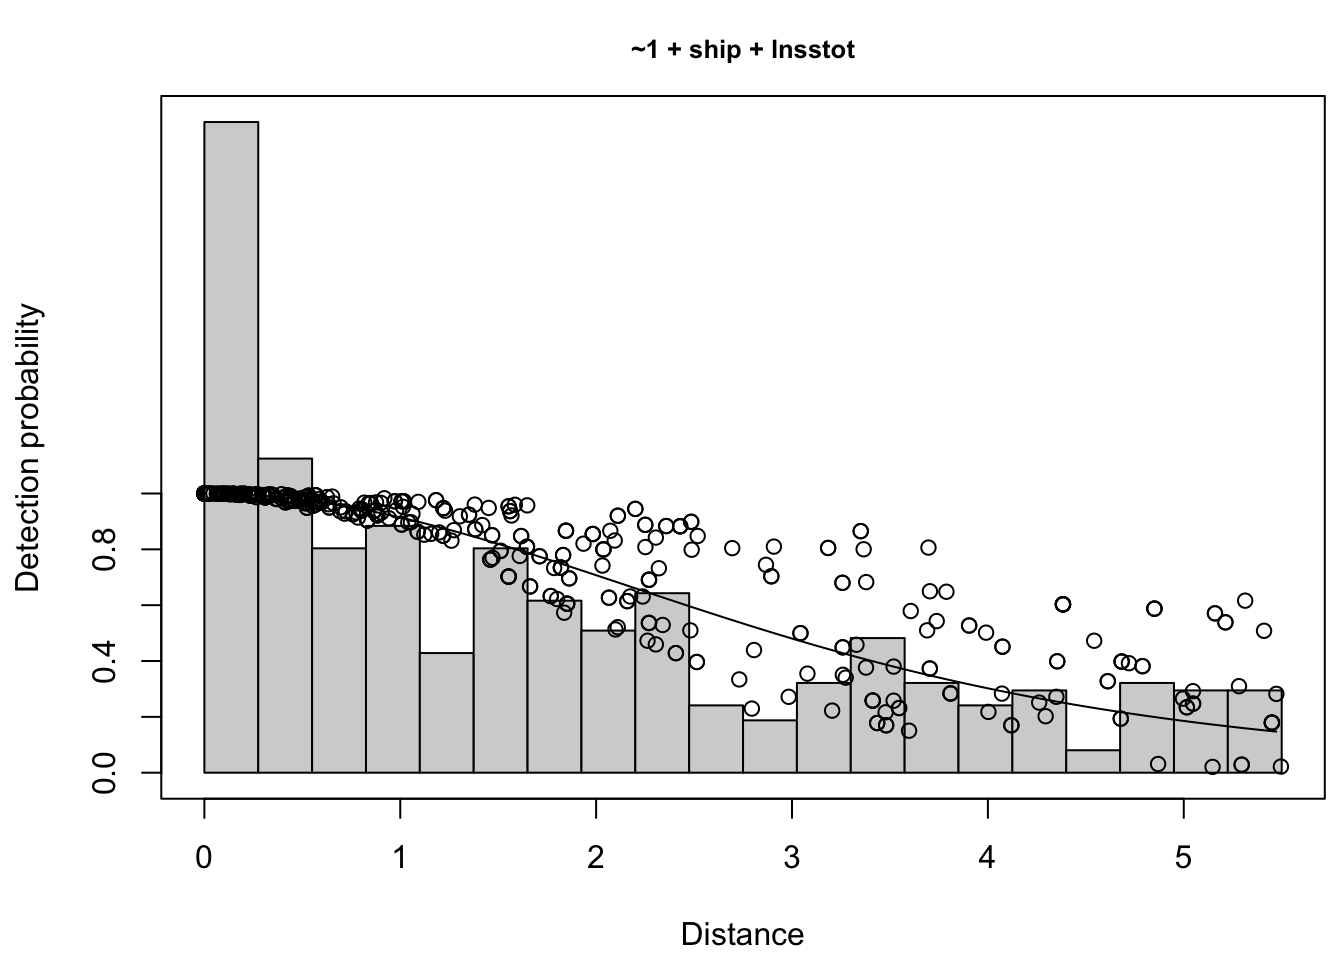 ~1 + ship + lnsstot
Detection probability
0.8
0.4
0.0
0 1 2 3 4 5
Distance